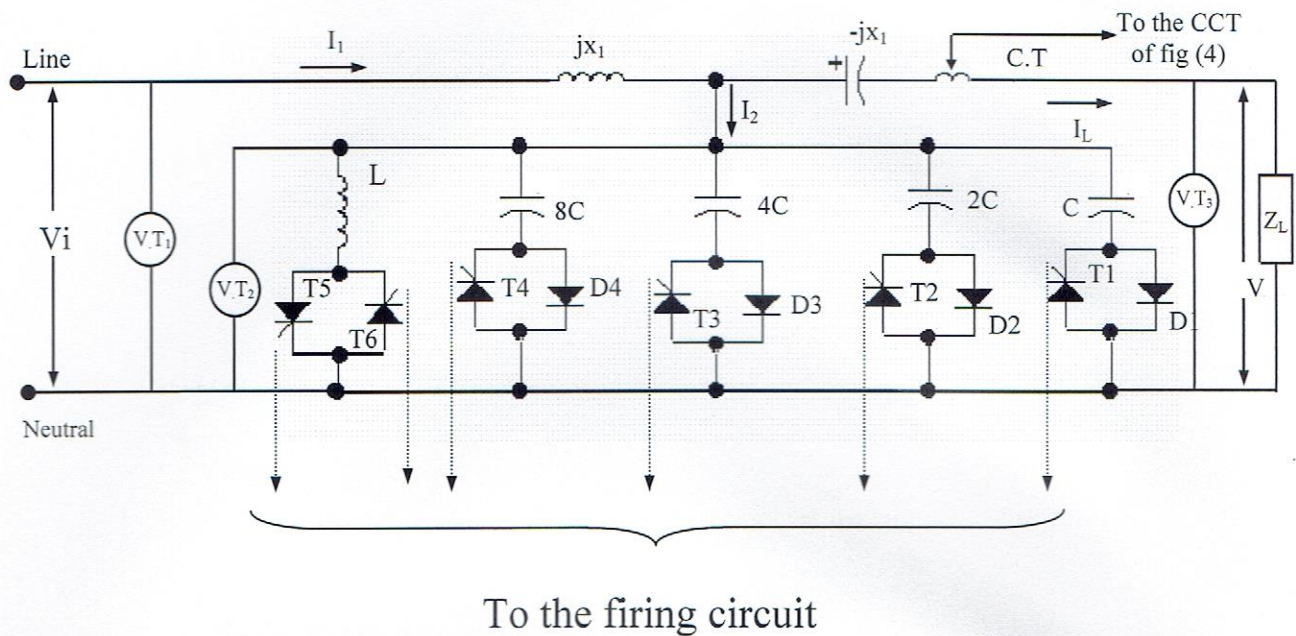 Line
I₁
jx₁
-jx₁
+
C.T
To the CCT
of fig (4)
I₂
I_L
L
8C
4C
2C
C
Vi
V.T₁
V.T₂
V.T₃
Z_L
V
T5
T6
T4
D4
T3
D3
T2
D2
T1
D1
Neutral
To the firing circuit